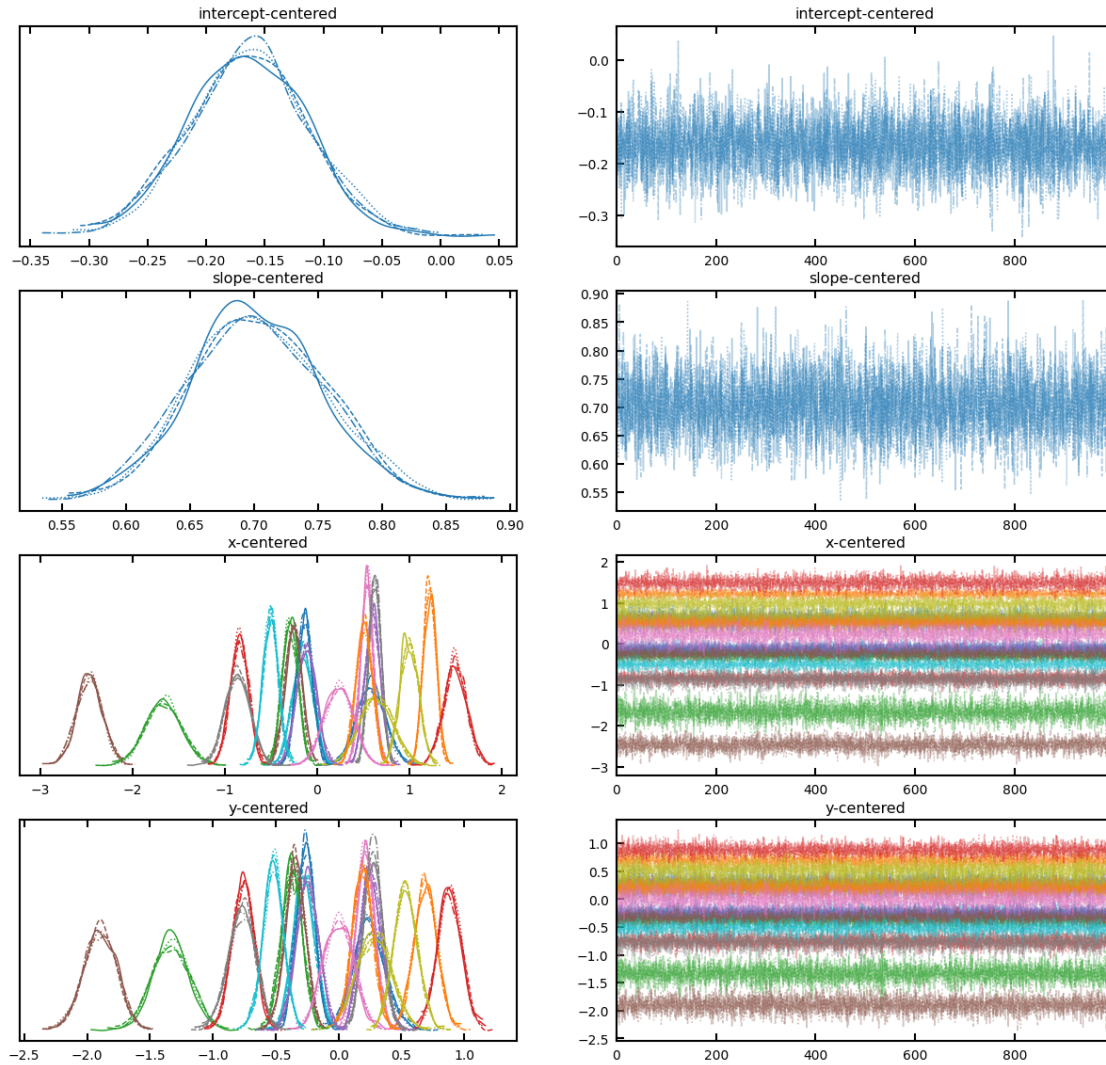 intercept-centered
−0.35 −0.30 −0.25 −0.20 −0.15 −0.10 −0.05 0.00 0.05
intercept-centered
0.0
−0.1
−0.2
−0.3
0 200 400 600 800
slope-centered
0.55 0.60 0.65 0.70 0.75 0.80 0.85 0.90
slope-centered
0.90
0.85
0.80
0.75
0.70
0.65
0.60
0.55
0 200 400 600 800
x-centered
−3 −2 −1 0 1 2
x-centered
2
1
0
−1
−2
−3
0 200 400 600 800
y-centered
−2.5 −2.0 −1.5 −1.0 −0.5 0.0 0.5 1.0
y-centered
1.0
0.5
0.0
−0.5
−1.0
−1.5
−2.0
−2.5
0 200 400 600 800